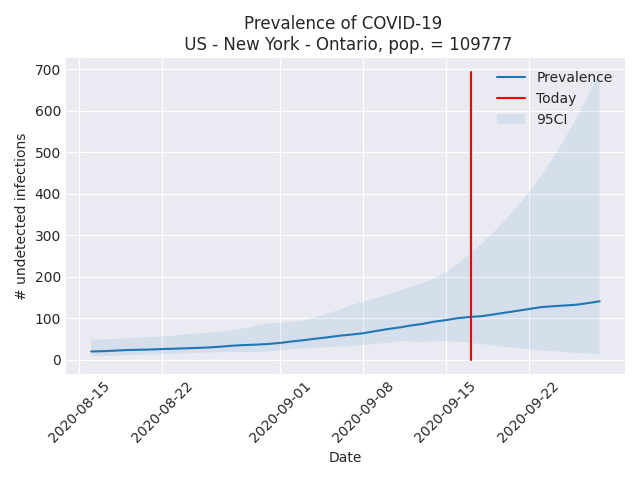 Prevalence of COVID-19
US - New York - Ontario, pop. = 109777
# undetected infections
700
600
500
400
300
200
100
0
Prevalence
Today
95CI
2020-08-15
2020-08-22
2020-09-01
2020-09-08
2020-09-15
2020-09-22
Date